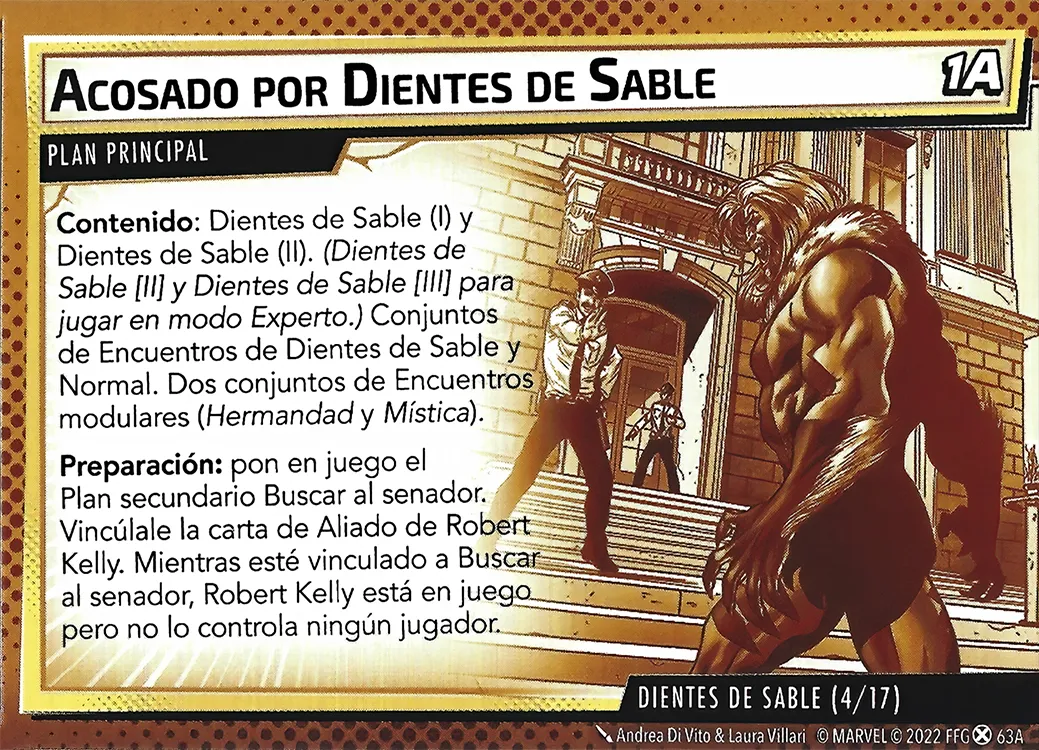 ACOSADO POR DIENTES DE SABLE
1A
PLAN PRINCIPAL
Contenido: Dientes de Sable (I) y
Dientes de Sable (II). (Dientes de
Sable [II] y Dientes de Sable [III] para
jugar en modo Experto.) Conjuntos
de Encuentros de Dientes de Sable y
Normal. Dos conjuntos de Encuentros
modulares (Hermandad y Mística).
Preparación: pon en juego el
Plan secundario Buscar al senador.
Vincúlale la carta de Aliado de Robert
Kelly. Mientras esté vinculado a Buscar
al senador, Robert Kelly está en juego
pero no lo controla ningún jugador.
DIENTES DE SABLE (4/17)
Andrea Di Vito & Laura Villari © MARVEL © 2022 FFG 63A